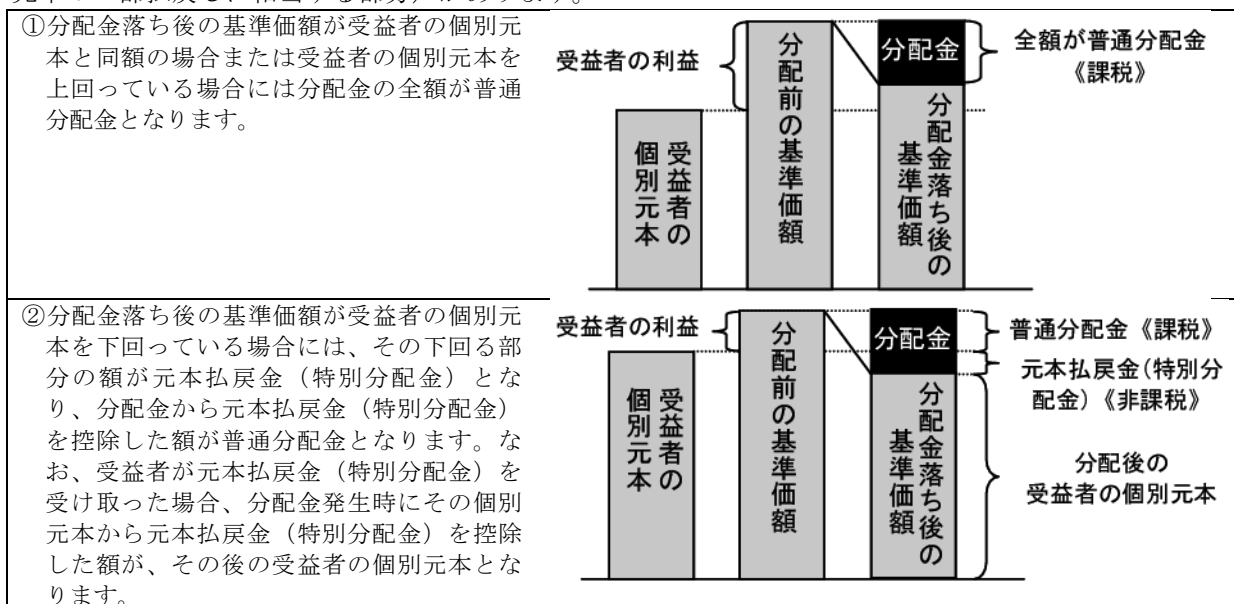 ①分配金落ち後の基準価額が受益者の個別元
本と同額の場合または受益者の個別元本を
上回っている場合には分配金の全額が普通
分配金となります。
受益者の利益
受益者の
個別元本
分配前の基準価額
分配金
分配金落ち後の
基準価額
全額が普通分配金
《課税》
②分配金落ち後の基準価額が受益者の個別元
本を下回っている場合には、その下回る部
分の額が元本払戻金（特別分配金）とな
り、分配金から元本払戻金（特別分配金）
を控除した額が普通分配金となります。な
お、受益者が元本払戻金（特別分配金）を
受け取った場合、分配金発生時にその個別
元本から元本払戻金（特別分配金）を控除
した額が、その後の受益者の個別元本とな
ります。
受益者の利益
受益者の
個別元本
分配前の基準価額
分配金
分配金落ち後の
基準価額
普通分配金《課税》
元本払戻金(特別分
配金)《非課税》
分配後の
受益者の個別元本